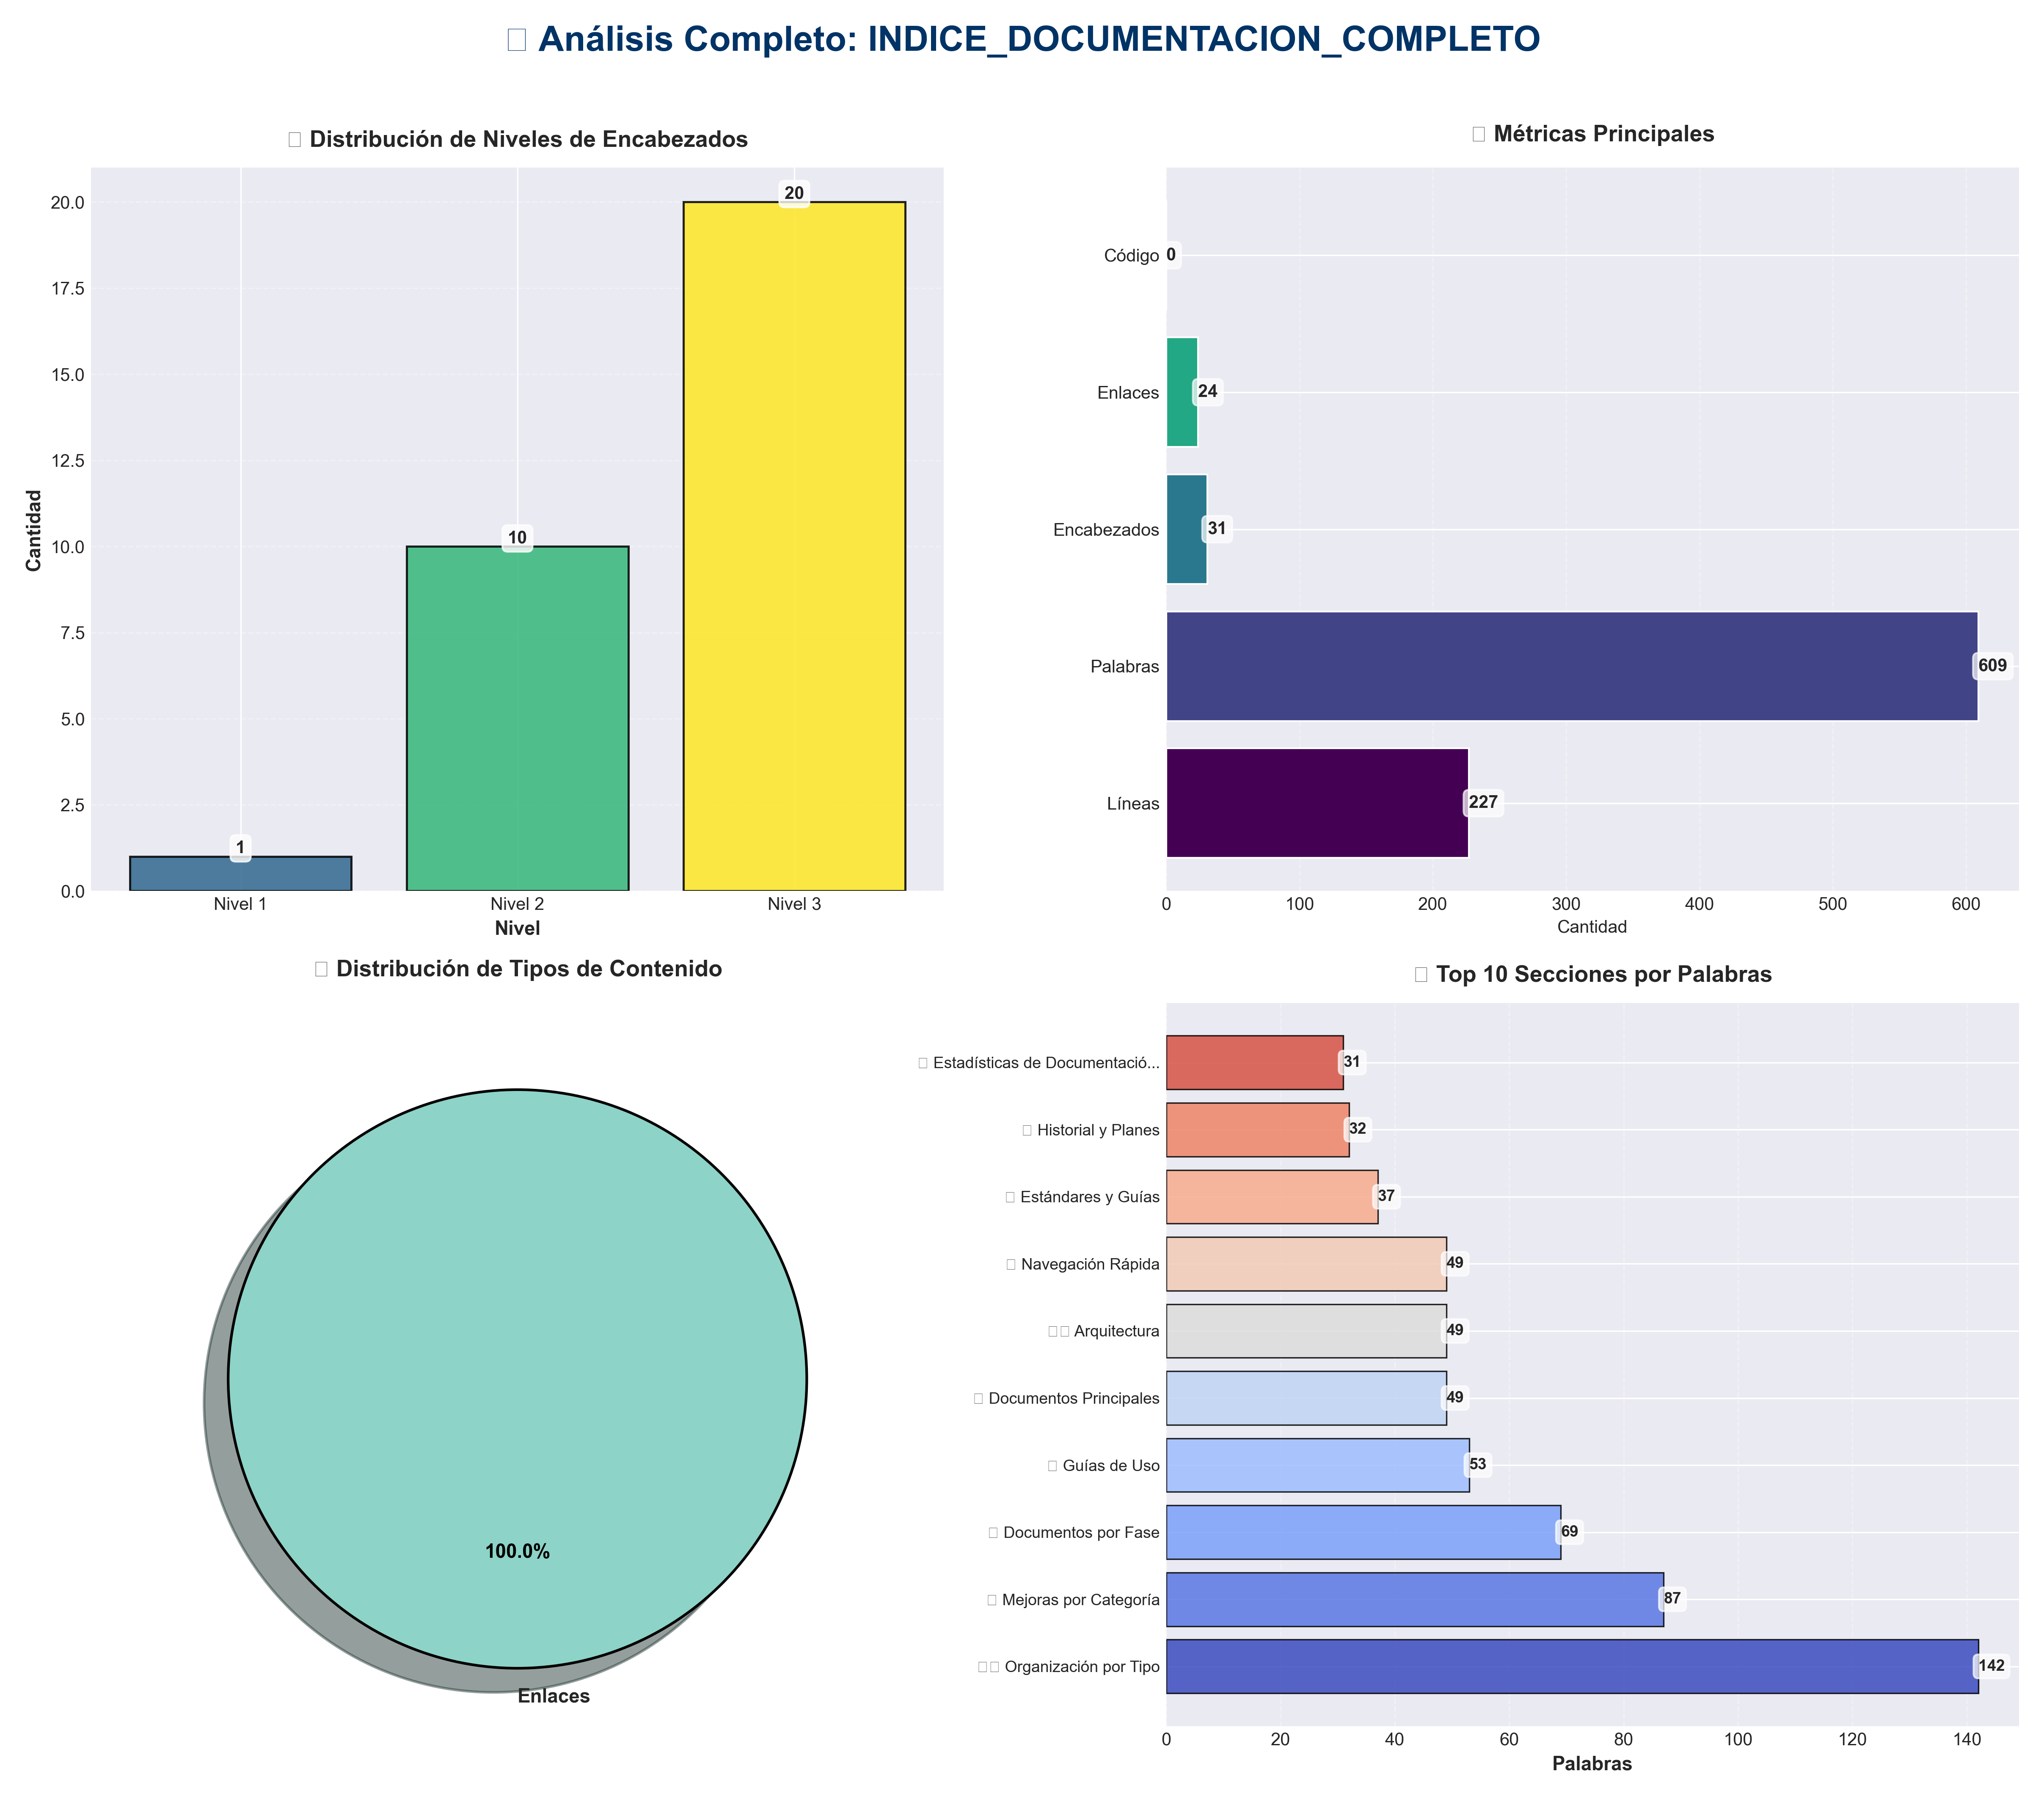 Análisis Completo: INDICE_DOCUMENTACION_COMPLETO
Distribución de Niveles de Encabezados
Cantidad
20.0
17.5
15.0
12.5
10.0
7.5
5.0
2.5
0.0
1
10
20
Nivel 1
Nivel 2
Nivel 3
Nivel
Métricas Principales
Código
0
Enlaces
24
Encabezados
31
Palabras
609
Líneas
227
0
100
200
300
400
500
600
Cantidad
Distribución de Tipos de Contenido
100.0%
Enlaces
Top 10 Secciones por Palabras
Estadísticas de Documentació...
31
Historial y Planes
32
Estándares y Guías
37
Navegación Rápida
49
Arquitectura
49
Documentos Principales
49
Guías de Uso
53
Documentos por Fase
69
Mejoras por Categoría
87
Organización por Tipo
142
0
20
40
60
80
100
120
140
Palabras